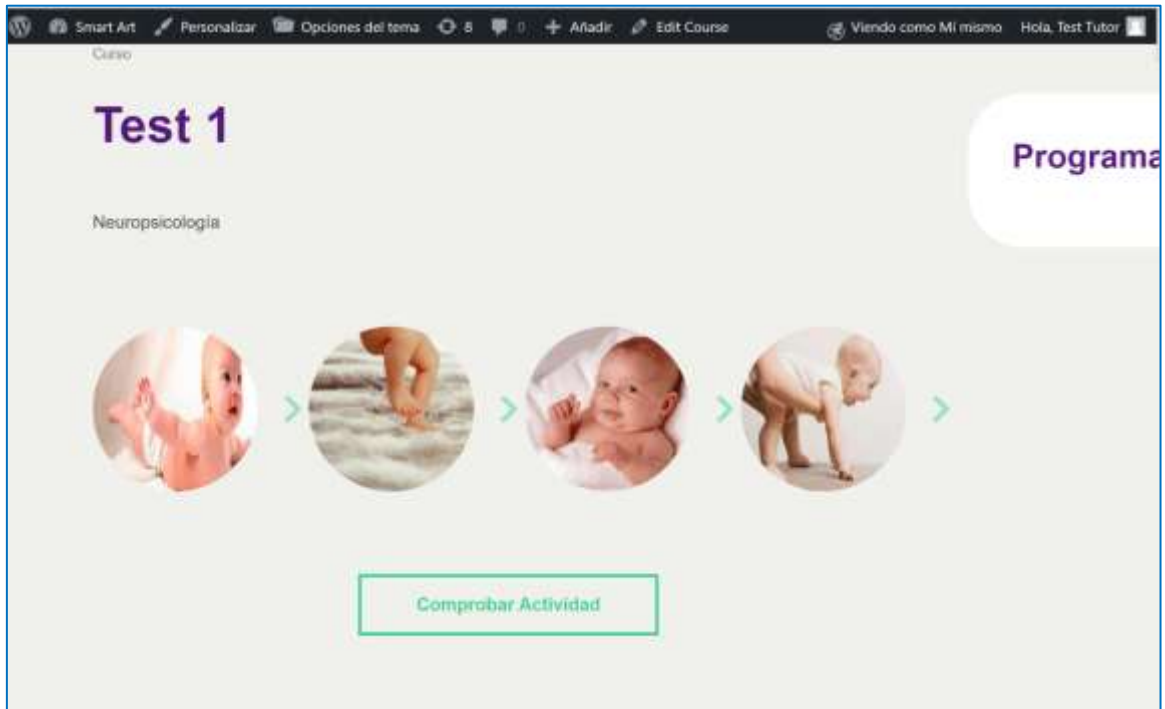 Smart Art Personalizar Opciones del tema 8 0 Añadir Edit Course Viendo como Mí mismo Hola, Test Tutor
Curso
Test 1
Programa
Neuropsicología
Comprobar Actividad